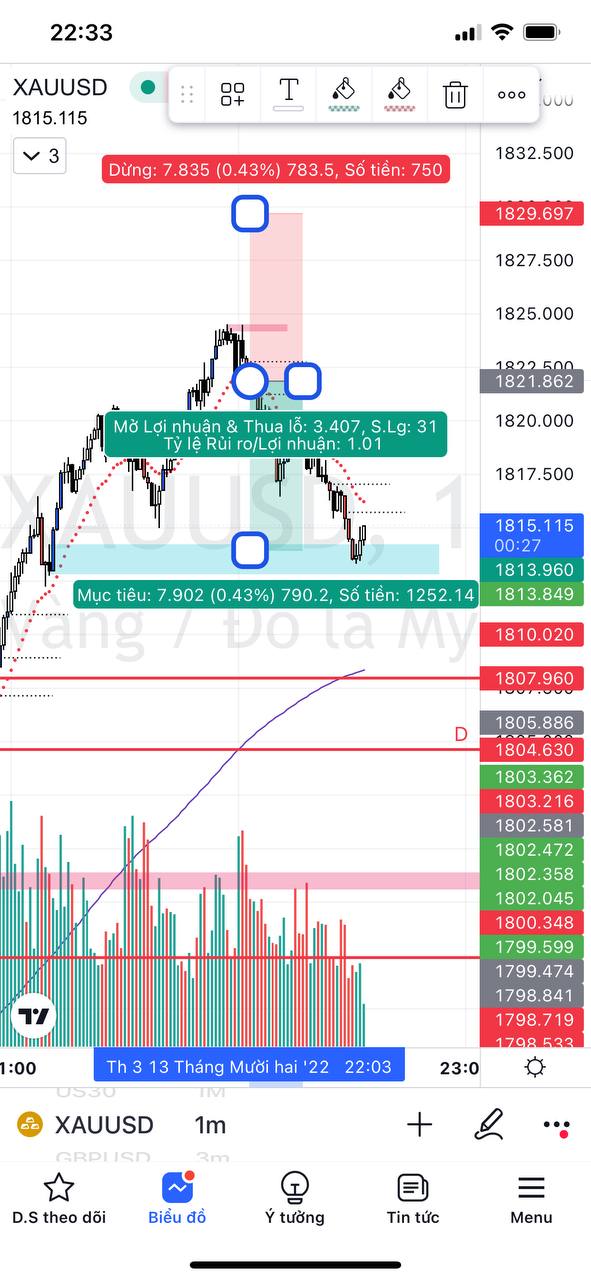 22:33
XAUUSD
1815.115
3
T
Dừng: 7.835 (0.43%) 783.5, Số tiền: 750
1832.500
1829.697
1827.500
1825.000
1821.862
Mở Lợi nhuận & Thua lỗ: 3.407, S.Lg: 31
Tỷ lệ Rủi ro/Lợi nhuận: 1.01
1820.000
1817.500
XAUUSD, 1
1815.115
00:27
1813.960
Mục tiêu: 7.902 (0.43%) 790.2, Số tiền: 1252.14
1813.849
Vàng / Đô la Mỹ
1810.020
1807.960
1805.886
D
1804.630
1803.362
1803.216
1802.581
1802.472
1802.358
1802.045
1800.348
1799.599
1799.474
1798.841
1798.719
1798.533
1:00
Th 3 13 Tháng Mười hai '22 22:03
23:0
US30 1M
XAUUSD 1m
GBPUSD 3m
D.S theo dõi
Biểu đồ
Ý tưởng
Tin tức
Menu